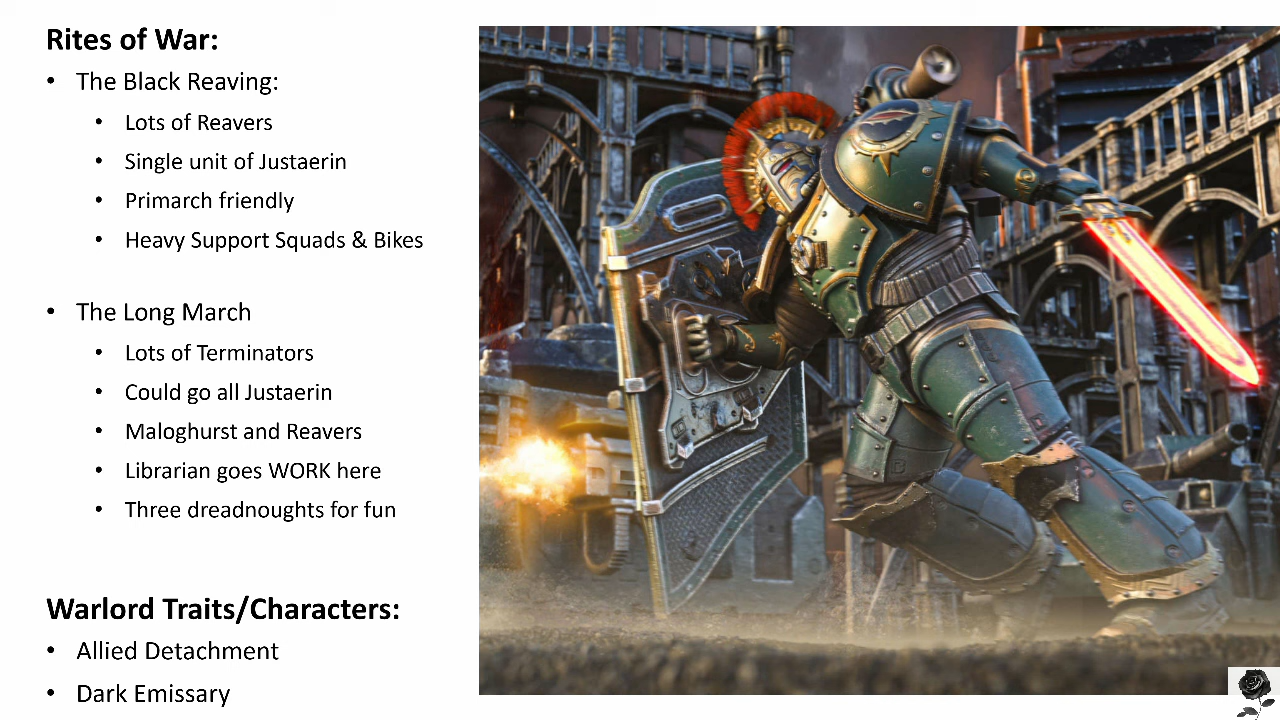 Rites of War:
• The Black Reaving:
• Lots of Reavers
• Single unit of Justaerin
• Primarch friendly
• Heavy Support Squads & Bikes
• The Long March
• Lots of Terminators
• Could go all Justaerin
• Maloghurst and Reavers
• Librarian goes WORK here
• Three dreadnoughts for fun
Warlord Traits/Characters:
• Allied Detachment
• Dark Emissary